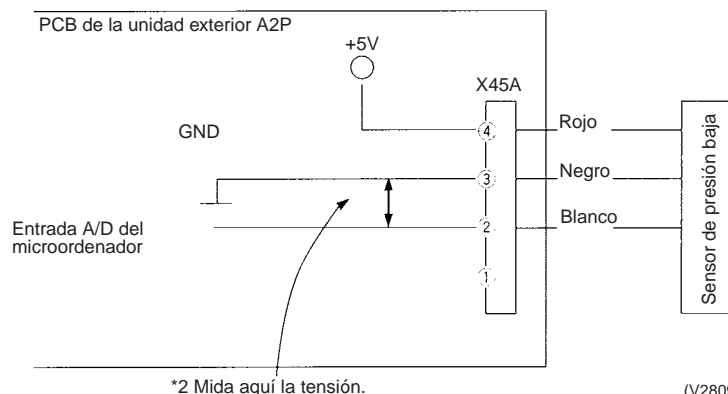 PCB de la unidad exterior A2P
+5V
X45A
GND
4
Rojo
3
Negro
Entrada A/D del
microordenador
2
Blanco
1
Sensor de presión baja
*2 Mida aquí la tensión.